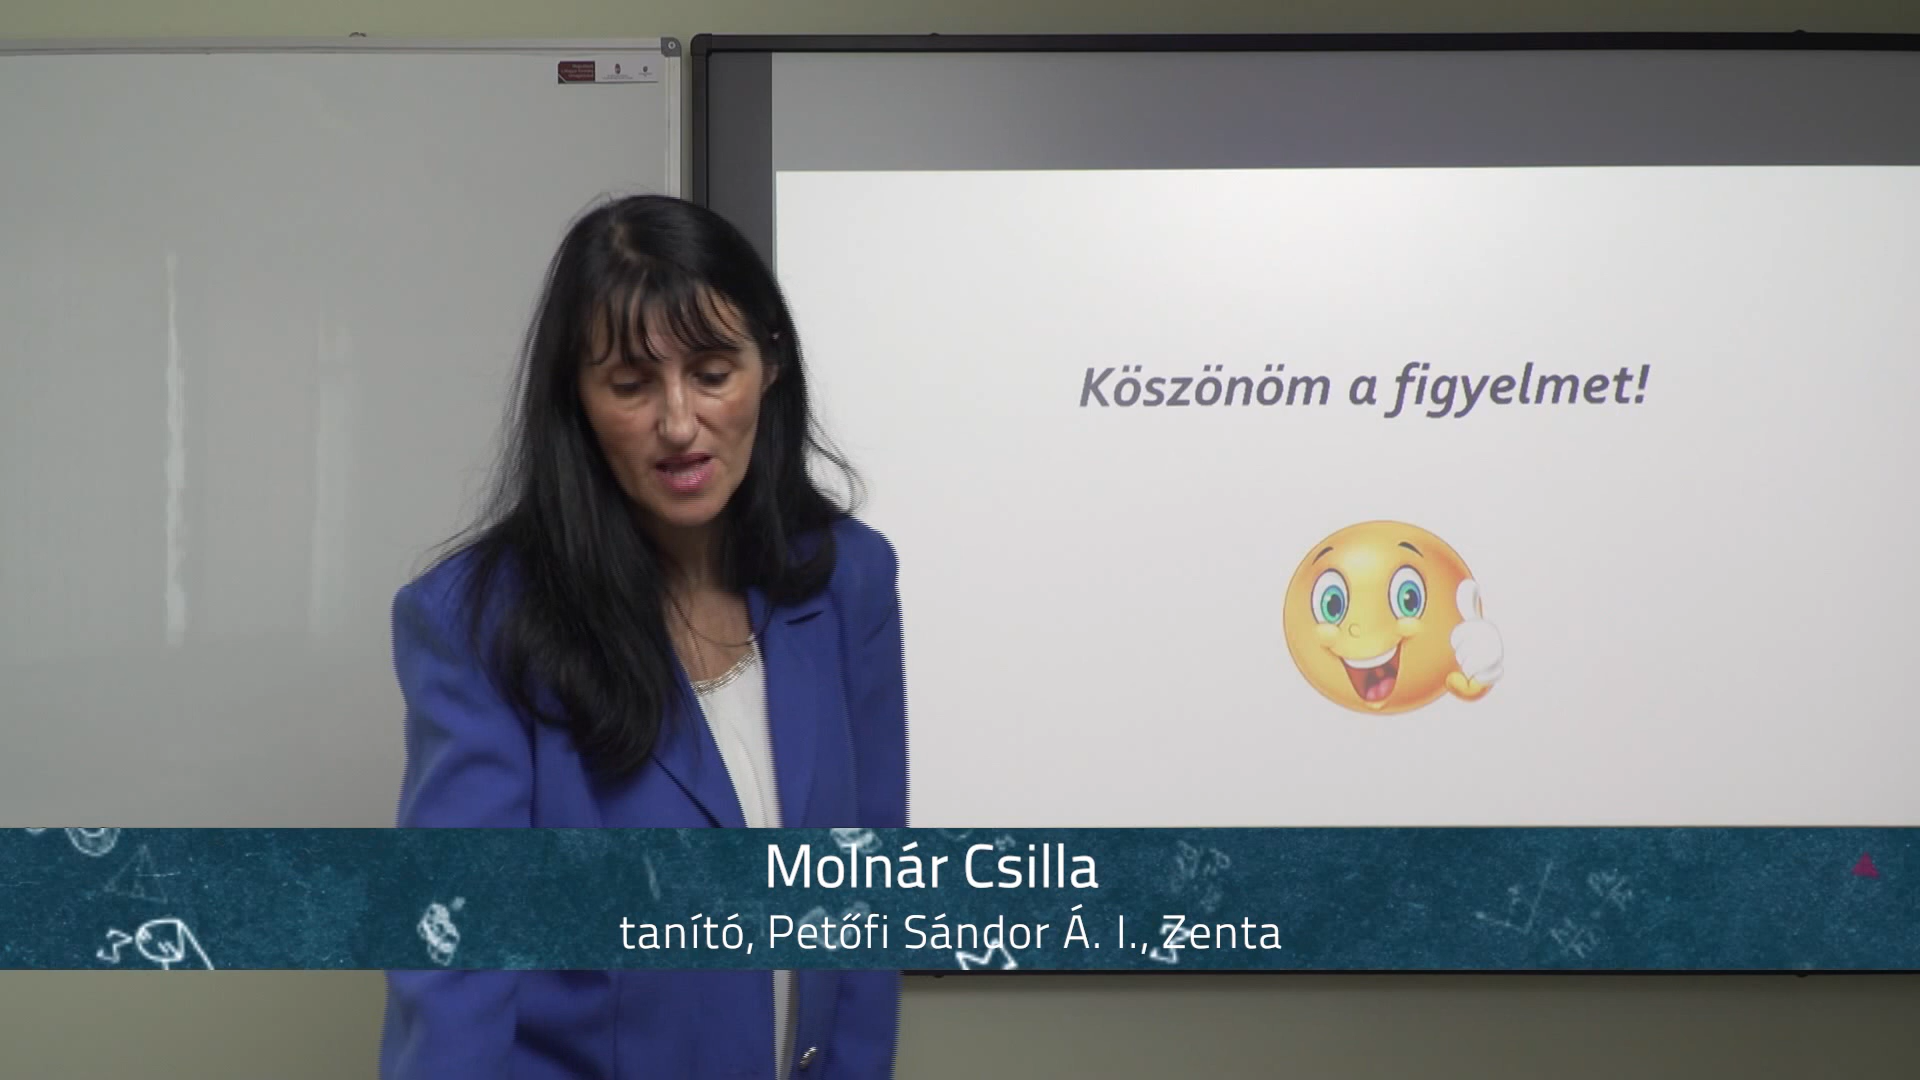 Köszönöm a figyelmet!
Molnár Csilla
tanító, Petőfi Sándor Á. I., Zenta